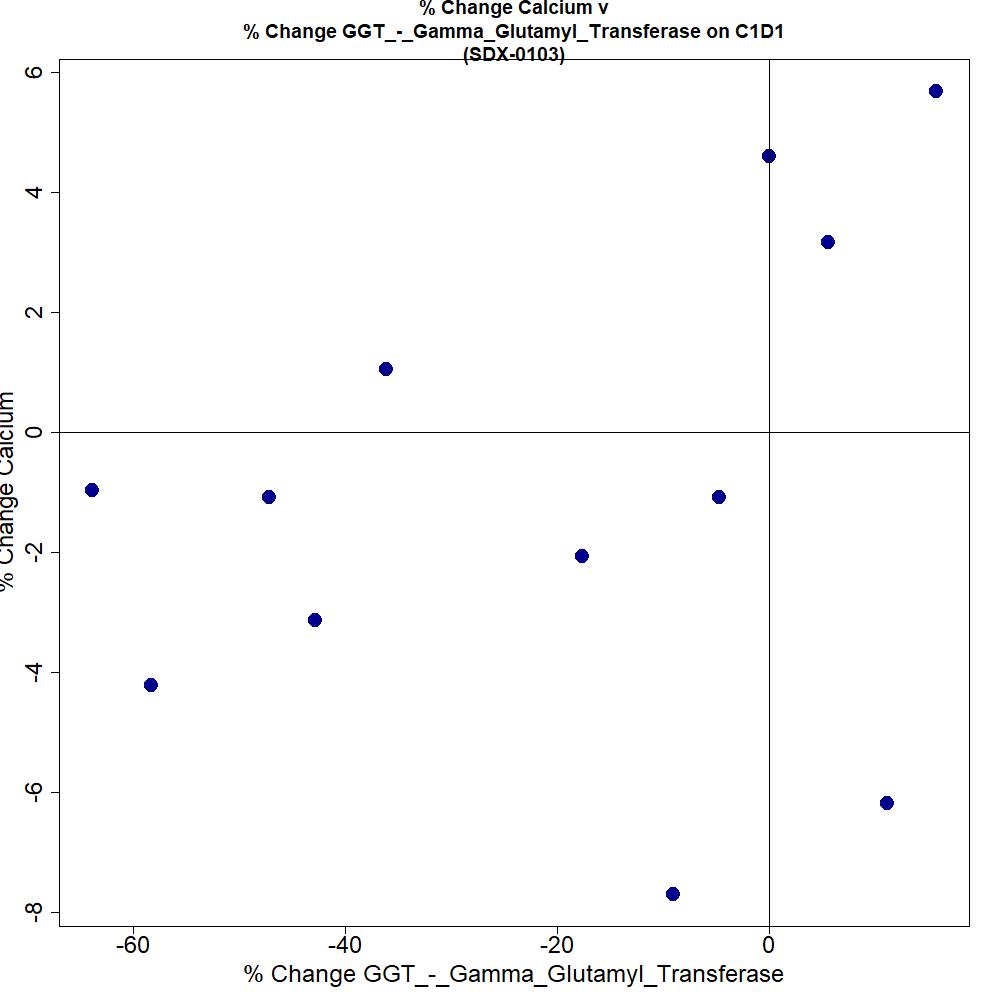 % Change Calcium v
% Change GGT_-_Gamma_Glutamyl_Transferase on C1D1
(SDX-0103)
6
4
2
0
-2
-4
-6
-8
% Change Calcium
-60
-40
-20
0
% Change GGT_-_Gamma_Glutamyl_Transferase